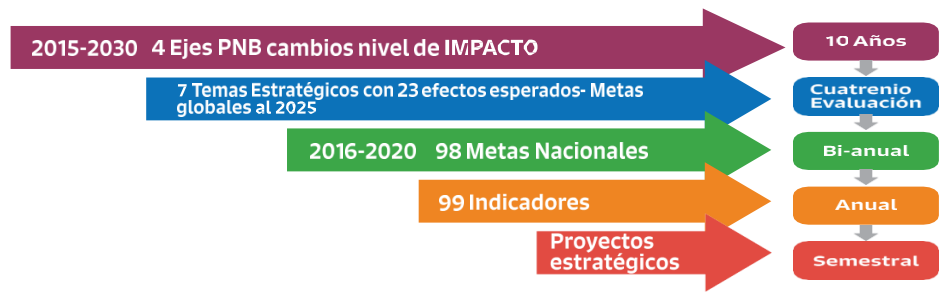 2015-2030 4 Ejes PNB cambios nivel de IMPACTO
10 Años
7 Temas Estratégicos con 23 efectos esperados- Metas
globales al 2025
Cuatrenio
Evaluación
2016-2020 98 Metas Nacionales
Bi-anual
99 Indicadores
Anual
Proyectos
estratégicos
Semestral